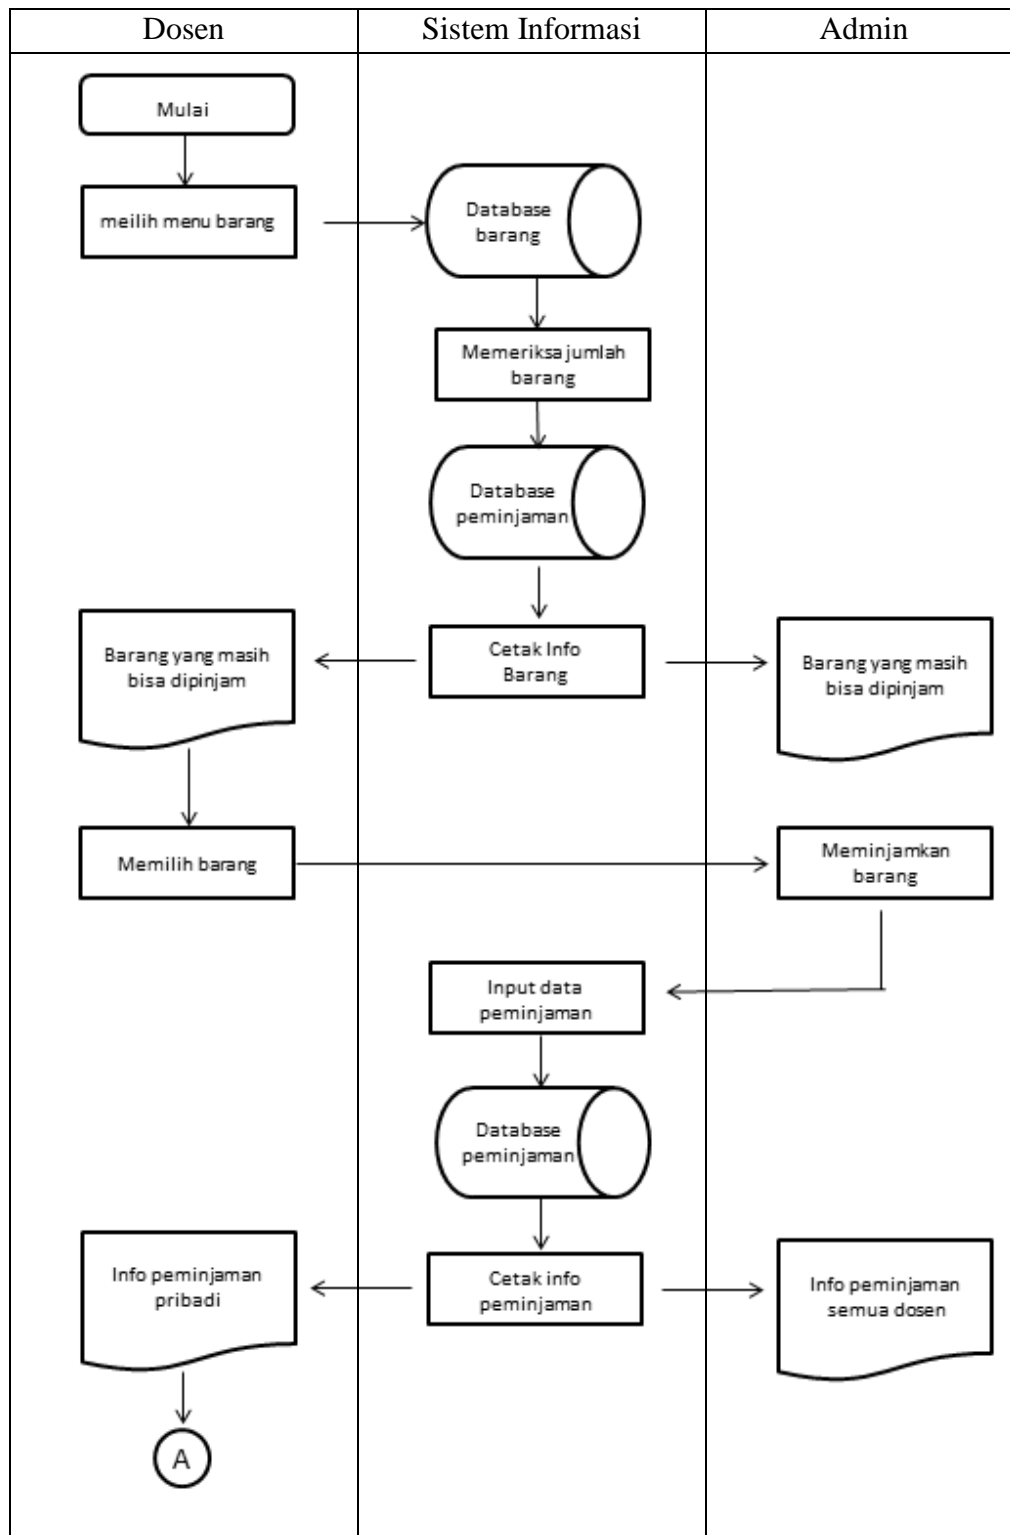 Dosen
Sistem Informasi
Admin
Mulai
meilih menu barang
Database
barang
Memeriksa jumlah
barang
Database
peminjaman
Barang yang masih
bisa dipinjam
Cetak Info
Barang
Barang yang masih
bisa dipinjam
Memilih barang
Meminjamkan
barang
Input data
peminjaman
Database
peminjaman
Info peminjaman
pribadi
Cetak info
peminjaman
Info peminjaman
semua dosen
A